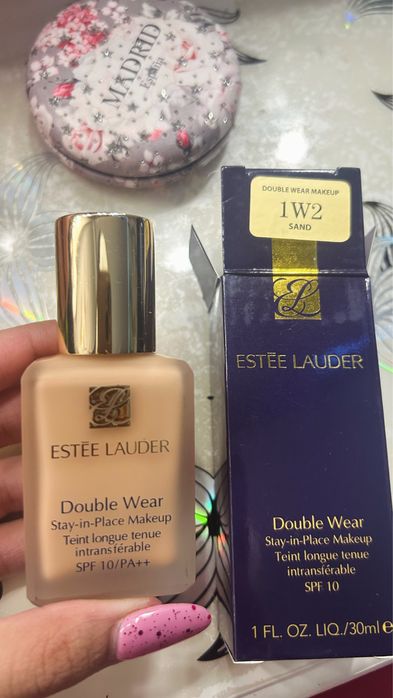 MADRID
España
DOUBLE WEAR MAKEUP
1W2
SAND
ESTĒE LAUDER
Double Wear
Stay-in-Place Makeup
Teint longue tenue
intransférable
SPF 10
1 FL. OZ. LIQ./30ml e
ESTĒE LAUDER
Double Wear
Stay-in-Place Makeup
Teint longue tenue
intransférable
SPF 10/PA++